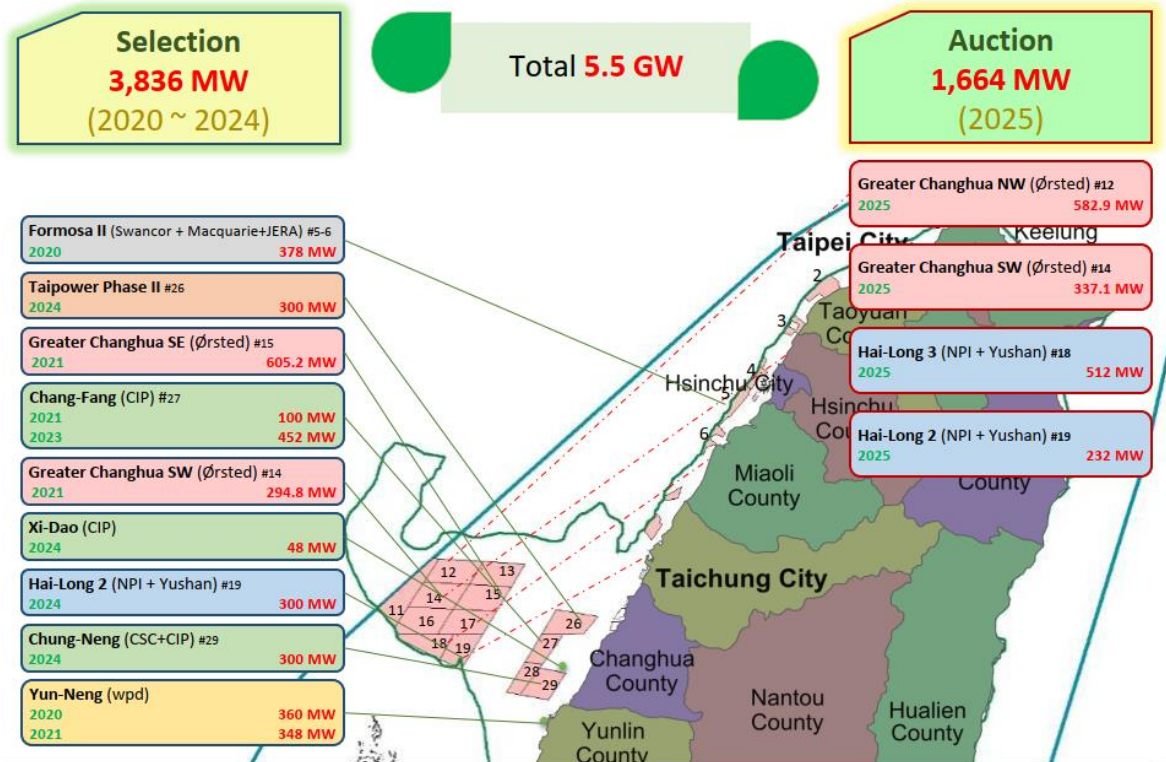 Selection
3,836 MW
(2020 ~ 2024)
Total 5.5 GW
Auction
1,664 MW
(2025)
Formosa II (Swancor + Macquarie+JERA) #5-6
2020 378 MW
Taipower Phase II #26
2024 300 MW
Greater Changhua SE (Ørsted) #15
2021 605.2 MW
Chang-Fang (CIP) #27
2021 100 MW
2023 452 MW
Greater Changhua SW (Ørsted) #14
2021 294.8 MW
Xi-Dao (CIP)
2024 48 MW
Hai-Long 2 (NPI + Yushan) #19
2024 300 MW
Chung-Neng (CSC+CIP) #29
2024 300 MW
Yun-Neng (wpd)
2020 360 MW
2021 348 MW
Greater Changhua NW (Ørsted) #12
2025 582.9 MW
Greater Changhua SW (Ørsted) #14
2025 337.1 MW
Hai-Long 3 (NPI + Yushan) #18
2025 512 MW
Hai-Long 2 (NPI + Yushan) #19
2025 232 MW
Taipei City
Keelung
2
Taoyuan
3
4
Hsinchu City
5
Hsinchu
6
Miaoli
County
County
Taichung City
12 13
14 15
11
16 17
18 19
26
27
28
29
Changhua
County
Nantou
County
Hualien
County
Yunlin
County